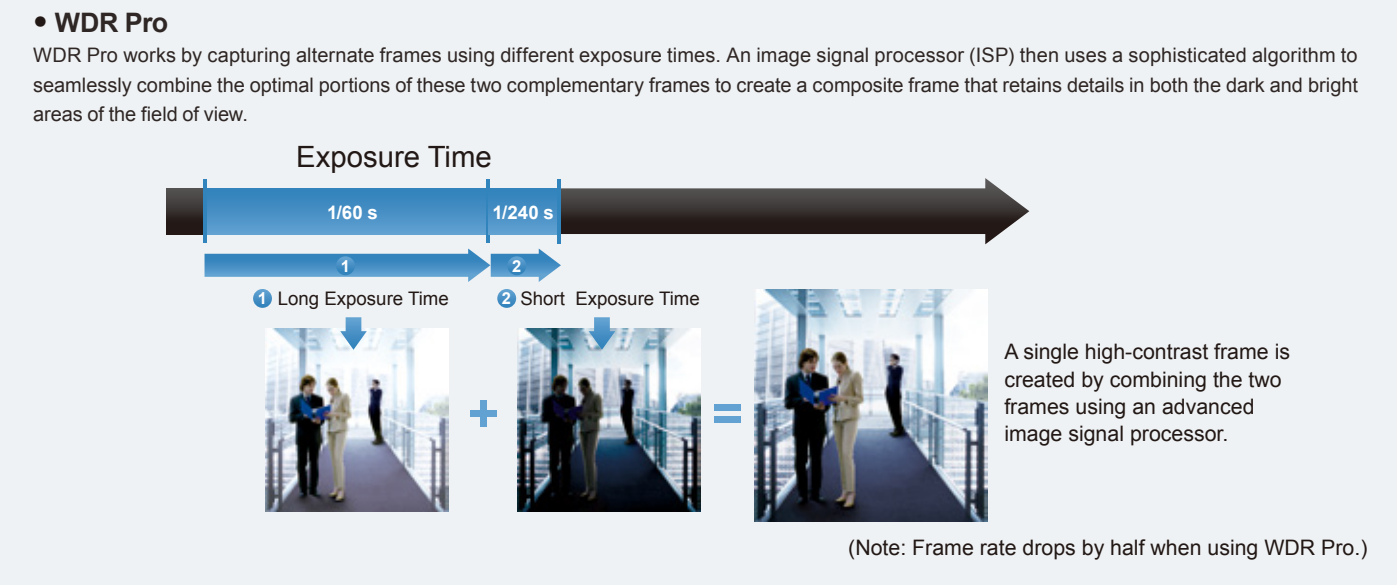 • WDR Pro
WDR Pro works by capturing alternate frames using different exposure times. An image signal processor (ISP) then uses a sophisticated algorithm to
seamlessly combine the optimal portions of these two complementary frames to create a composite frame that retains details in both the dark and bright
areas of the field of view.
Exposure Time
1/60 s
1/240 s
1
2
1 Long Exposure Time
2 Short Exposure Time
+
=
A single high-contrast frame is
created by combining the two
frames using an advanced
image signal processor.
(Note: Frame rate drops by half when using WDR Pro.)